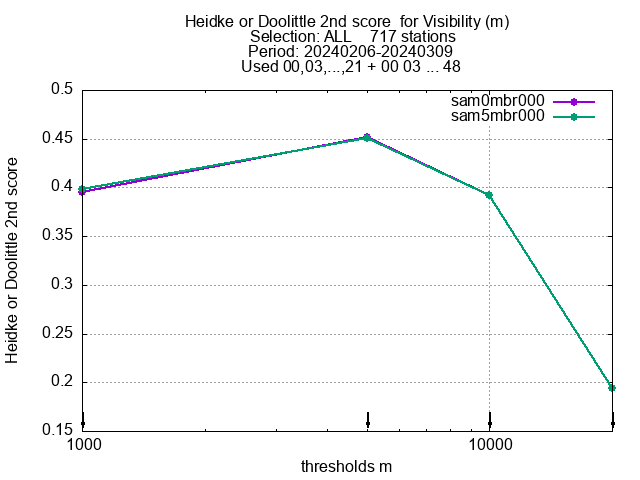 Heidke or Doolittle 2nd score  for Visibility (m)
Selection: ALL    717 stations
Period: 20240206-20240309
Used 00,03,...,21 + 00 03 ... 48
sam0mbr000
sam5mbr000
0.5
0.45
0.4
0.35
0.3
0.25
0.2
0.15
Heidke or Doolittle 2nd score
1000
10000
thresholds m